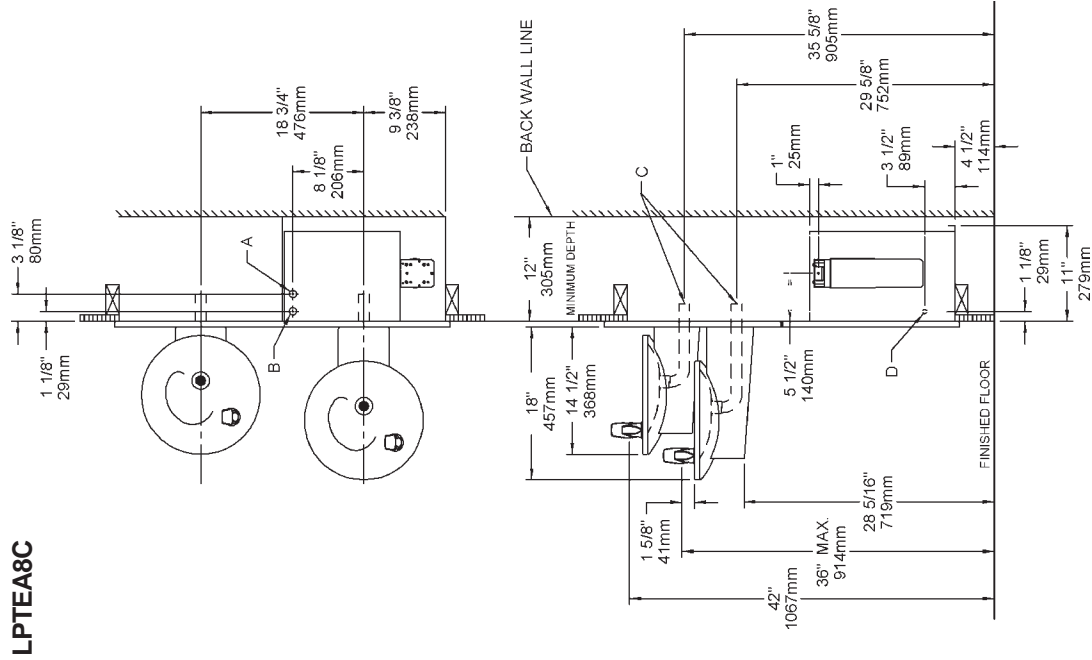 LPTEA8C
3 1/8"
80mm
1 1/8"
29mm
A
B
8 1/8"
206mm
18 3/4"
476mm
9 3/8"
238mm
BACK WALL LINE
12"
305mm
MINIMUM DEPTH
C
35 5/8"
905mm
29 5/8"
752mm
1"
25mm
3 1/2"
89mm
4 1/2"
114mm
18"
457mm
14 1/2"
368mm
5 1/2"
140mm
D
1 1/8"
29mm
11"
279mm
FINISHED FLOOR
1 5/8"
41mm
28 5/16"
719mm
36" MAX.
914mm
42"
1067mm